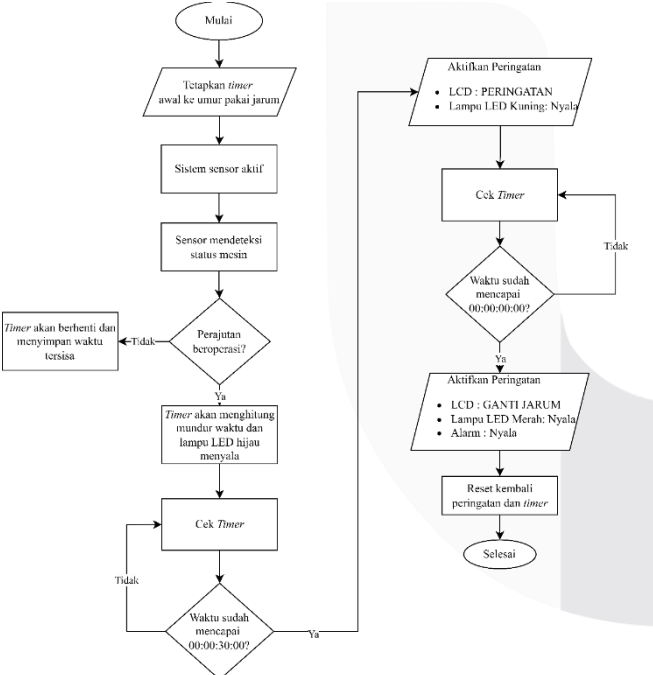 Mulai
Tetapkan timer
awal ke umur pakai jarum
Sistem sensor aktif
Sensor mendeteksi
status mesin
Perajutan
beroperasi?
Tidak
Timer akan berhenti dan
menyimpan waktu
tersisa
Ya
Timer akan menghitung
mundur waktu dan
lampu LED hijau
menyala
Cek Timer
Tidak
Waktu sudah
mencapai
00:00:30:00?
Ya
Aktifkan Peringatan
• LCD : PERINGATAN
• Lampu LED Kuning: Nyala
Cek Timer
Tidak
Waktu sudah
mencapai
00:00:00:00?
Ya
Aktifkan Peringatan
• LCD : GANTI JARUM
• Lampu LED Merah: Nyala
• Alarm : Nyala
Reset kembali
peringatan dan timer
Selesai